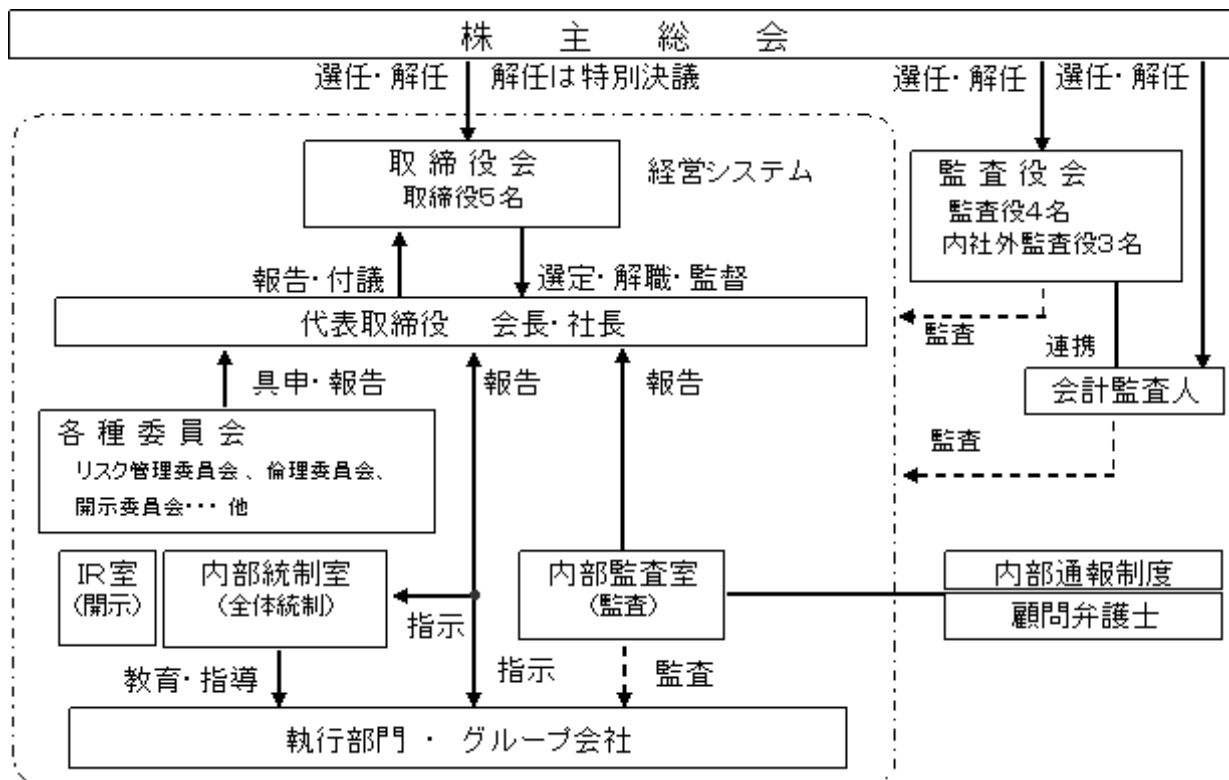 株主総会
選任・解任
解任は特別決議
選任・解任
選任・解任
取締役会
取締役5名
経営システム
監査役会
監査役4名
内社外監査役3名
報告・付議
選定・解職・監督
代表取締役 会長・社長
監査
連携
具申・報告
報告
報告
会計監査人
各種委員会
リスク管理委員会、倫理委員会、
開示委員会・・・他
監査
IR室
(開示)
内部統制室
(全体統制)
内部監査室
(監査)
内部通報制度
顧問弁護士
指示
教育・指導
指示
監査
執行部門 ・ グループ会社